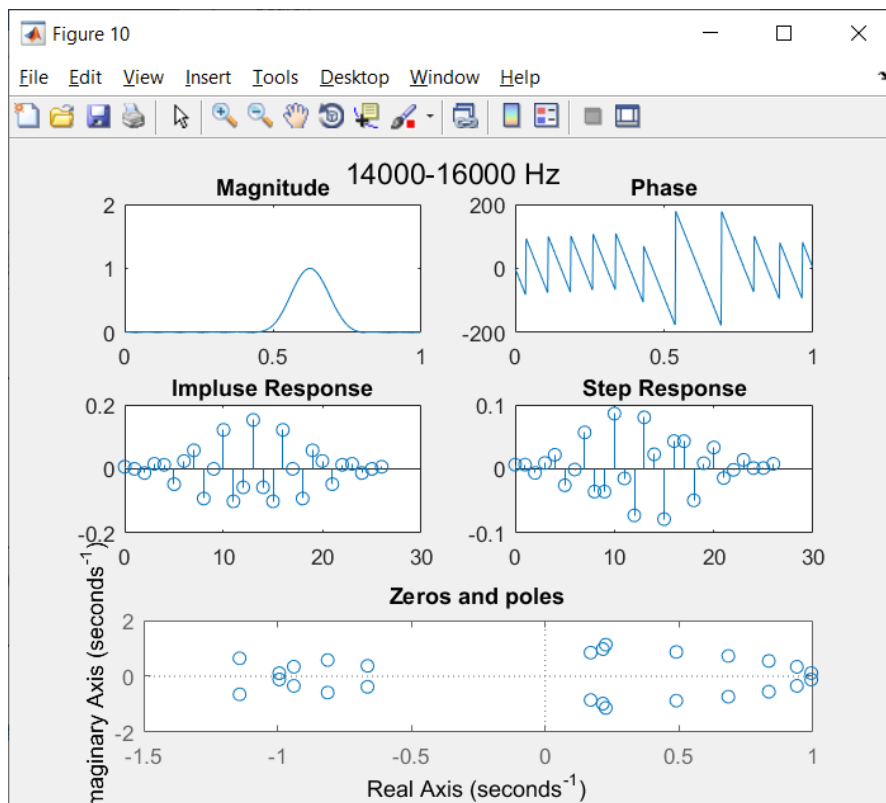 Figure 10
File Edit View Insert Tools Desktop Window Help
14000-16000 Hz
Magnitude
2
1
0
0 0.5 1
Phase
200
0
-200
0 0.5 1
Impluse Response
0.2
0
-0.2
0 10 20 30
Step Response
0.1
0
-0.1
0 10 20 30
Zeros and poles
maginary Axis (seconds⁻¹)
2
0
-2
-1.5 -1 -0.5 0 0.5 1
Real Axis (seconds⁻¹)